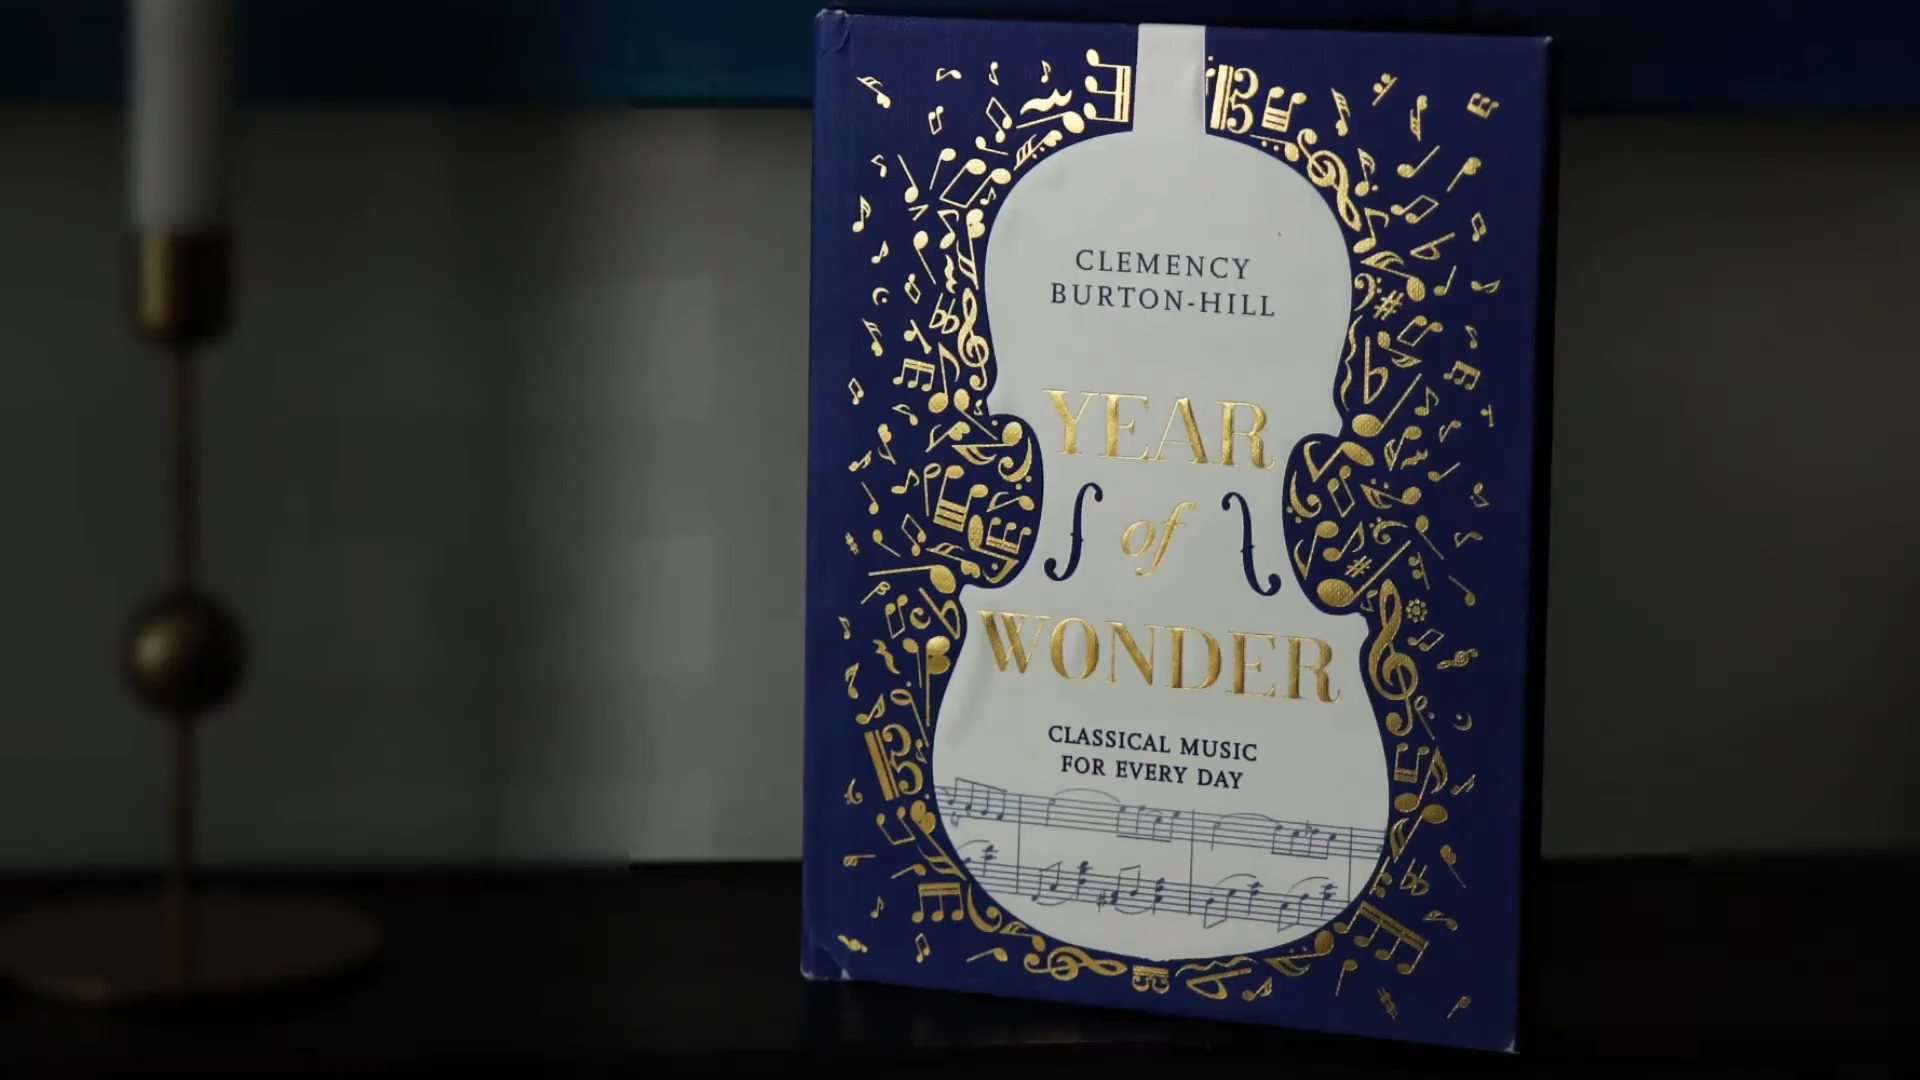 CLEMENCY
BURTON-HILL
YEAR
of
WONDER
CLASSICAL MUSIC
FOR EVERY DAY